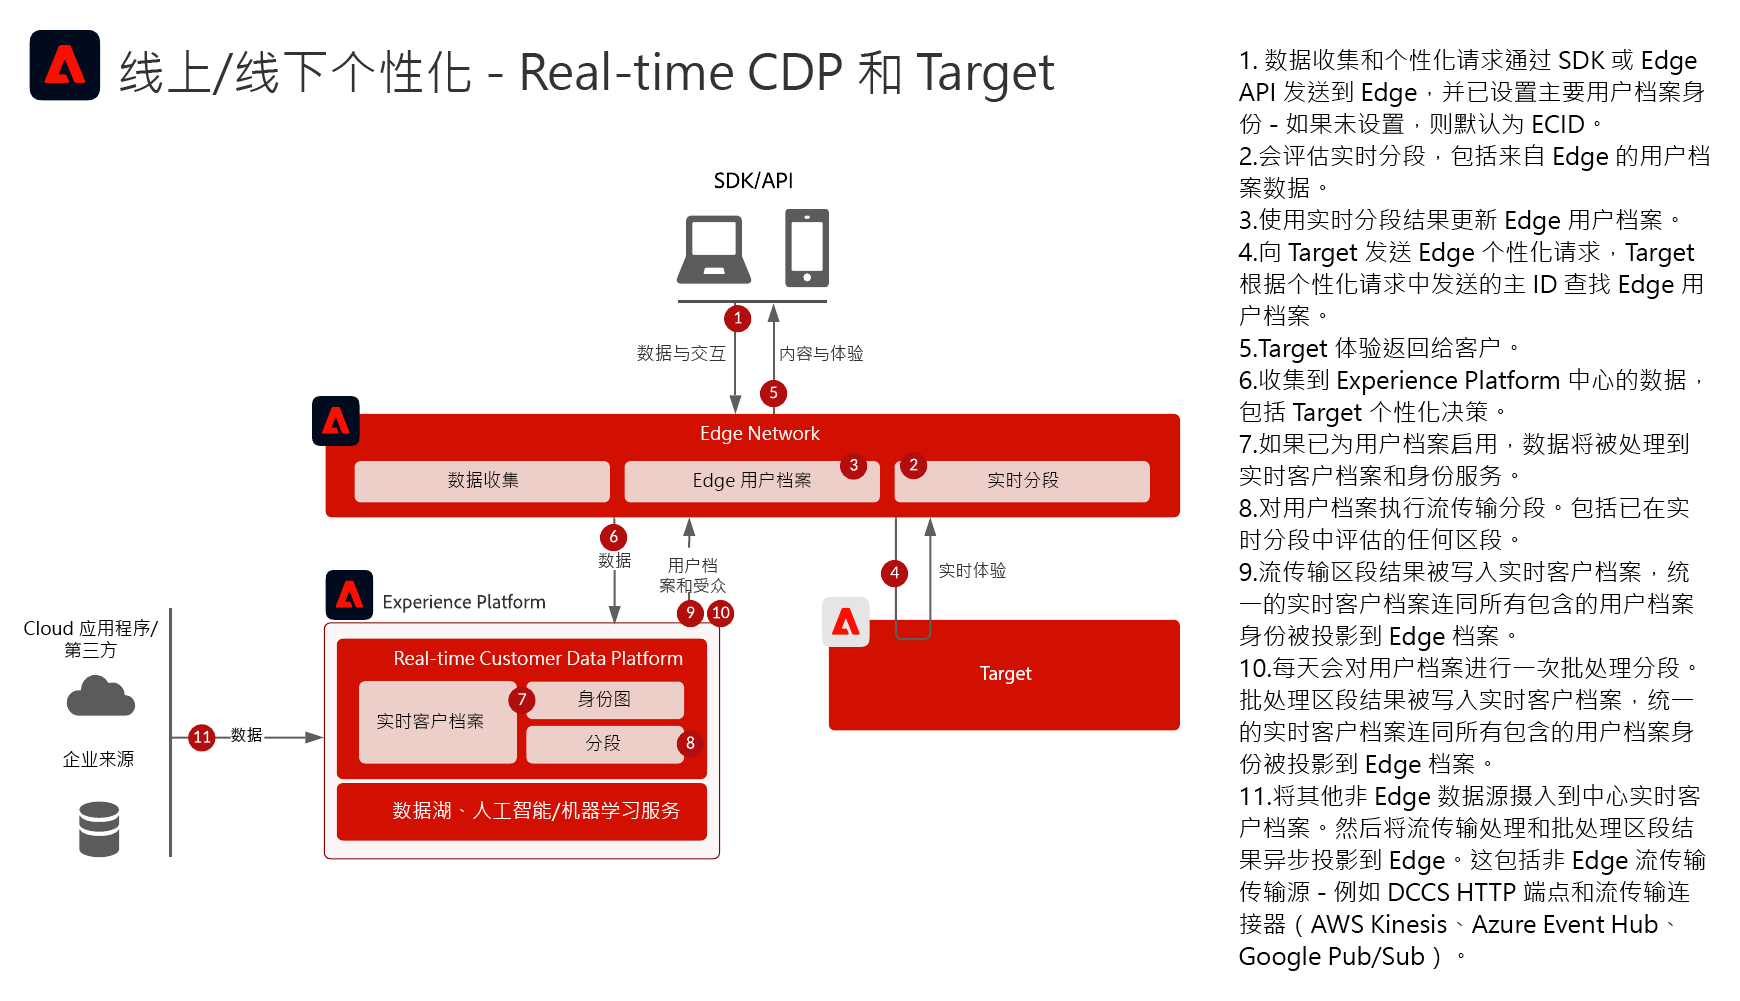 线上/线下个性化 - Real-time CDP 和 Target
SDK/API
1
数据与交互
内容与体验
5
Edge Network
数据收集
Edge 用户档案
3
2
实时分段
6
数据
用户档
案和受众
9
10
4
实时体验
Experience Platform
Cloud 应用程序/
第三方
企业来源
11
数据
Real-time Customer Data Platform
实时客户档案
7
身份图
分段
8
数据湖、人工智能/机器学习服务
Target
1. 数据收集和个性化请求通过 SDK 或 Edge
API 发送到 Edge，并已设置主要用户档案身
份 - 如果未设置，则默认为 ECID。
2.会评估实时分段，包括来自 Edge 的用户档
案数据。
3.使用实时分段结果更新 Edge 用户档案。
4.向 Target 发送 Edge 个性化请求，Target
根据个性化请求中发送的主 ID 查找 Edge 用
户档案。
5.Target 体验返回给客户。
6.收集到 Experience Platform 中心的数据，
包括 Target 个性化决策。
7.如果已为用户档案启用，数据将被处理到
实时客户档案和身份服务。
8.对用户档案执行流传输分段。包括已在实
时分段中评估的任何区段。
9.流传输区段结果被写入实时客户档案，统
一的实时客户档案连同所有包含的用户档案
身份被投影到 Edge 档案。
10.每天会对用户档案进行一次批处理分段。
批处理区段结果被写入实时客户档案，统一
的实时客户档案连同所有包含的用户档案身
份被投影到 Edge 档案。
11.将其他非 Edge 数据源摄入到中心实时客
户档案。然后将流传输处理和批处理区段结
果异步投影到 Edge。这包括非 Edge 流传输
传输源 - 例如 DCCS HTTP 端点和流传输连
接器（AWS Kinesis、Azure Event Hub、
Google Pub/Sub）。